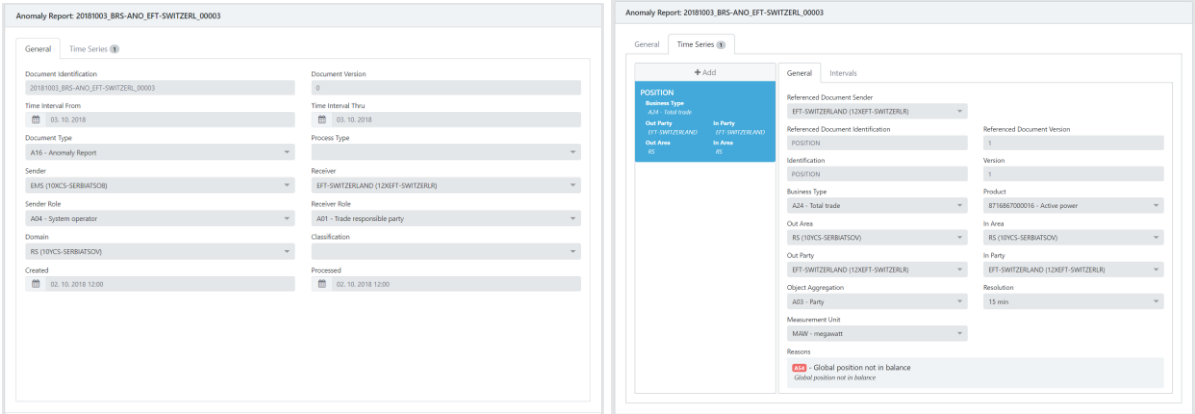 Anomaly Report: 20181003_BRS-ANO_EFT-SWITZERL_00003
General Time Series 1
Document Identification Document Version
20181003_BRS-ANO_EFT-SWITZERL_00003 0
Time Interval From Time Interval Thru
03. 10. 2018 03. 10. 2018
Document Type Process Type
A16 - Anomaly Report
Sender Receiver
EMS (10XCS-SERBIATSO8) EFT-SWITZERLAND (12XEFT-SWITZERLR)
Sender Role Receiver Role
A04 - System operator A01 - Trade responsible party
Domain Classification
RS (10YCS-SERBIATSOV)
Created Processed
02. 10. 2018 12:00 02. 10. 2018 12:00
Anomaly Report: 20181003_BRS-ANO_EFT-SWITZERL_00003
General Time Series 1
+ Add
POSITION
Business Type
A24 - Total trade
Out Party In Party
EFT-SWITZERLAND EFT-SWITZERLAND
Out Area In Area
RS RS
General Intervals
Referenced Document Sender
EFT-SWITZERLAND (12XEFT-SWITZERLR)
Referenced Document Identification Referenced Document Version
POSITION 1
Identification Version
POSITION 1
Business Type Product
A24 - Total trade 8716867000016 - Active power
Out Area In Area
RS (10YCS-SERBIATSOV) RS (10YCS-SERBIATSOV)
Out Party In Party
EFT-SWITZERLAND (12XEFT-SWITZERLR) EFT-SWITZERLAND (12XEFT-SWITZERLR)
Object Aggregation Resolution
A03 - Party 15 min
Measurement Unit
MAW - megawatt
Reasons
A54 - Global position not in balance
Global position not in balance